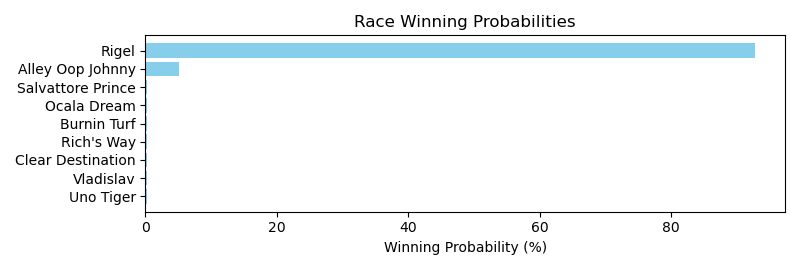 Race Winning Probabilities
Rigel
Alley Oop Johnny
Salvattore Prince
Ocala Dream
Burnin Turf
Rich's Way
Clear Destination
Vladislav
Uno Tiger
0 20 40 60 80
Winning Probability (%)